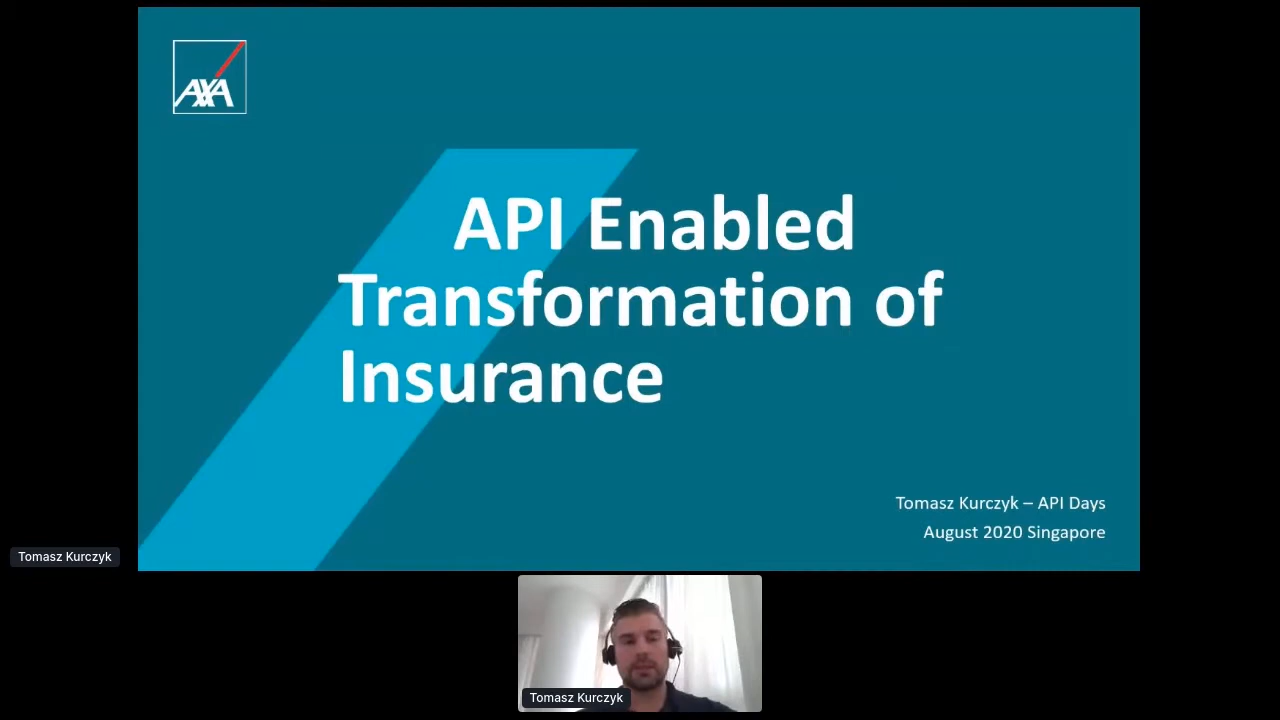 AXA
API Enabled
Transformation of
Insurance
Tomasz Kurczyk – API Days
August 2020 Singapore
Tomasz Kurczyk
Tomasz Kurczyk